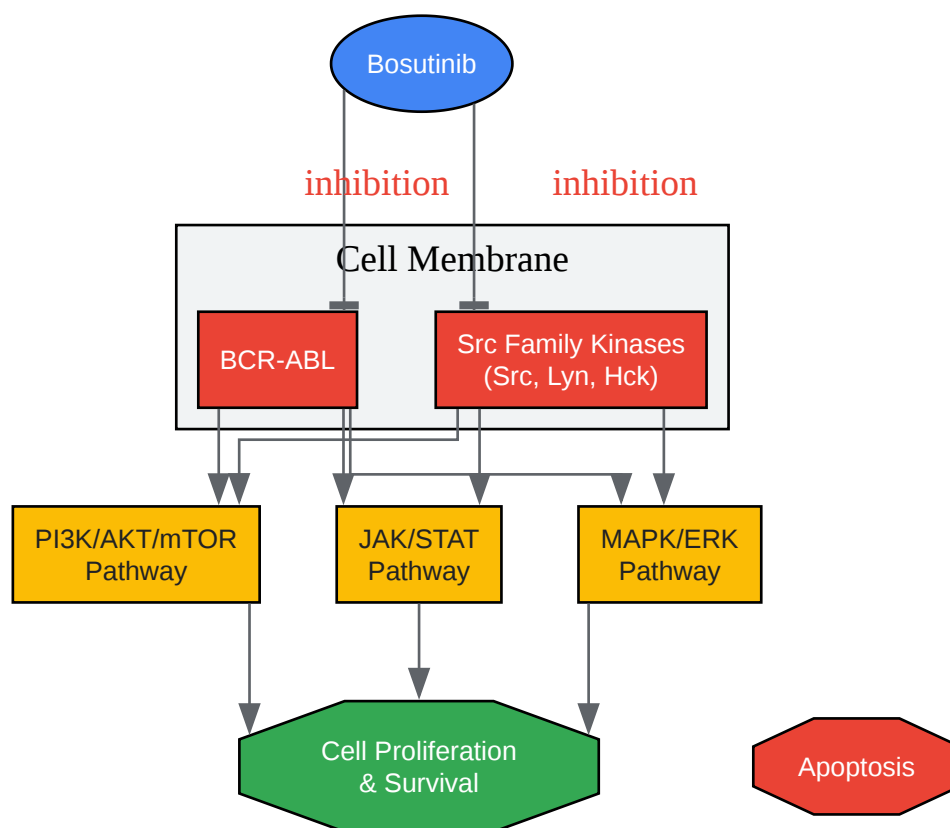 Bosutinib
inhibition
inhibition
Cell Membrane
BCR-ABL
Src Family Kinases
(Src, Lyn, Hck)
PI3K/AKT/mTOR
Pathway
JAK/STAT
Pathway
MAPK/ERK
Pathway
Cell Proliferation
& Survival
Apoptosis